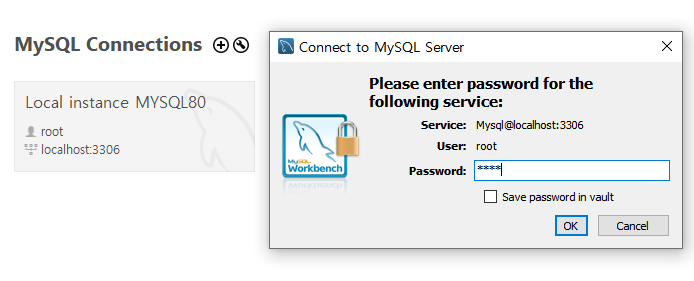 MySQL Connections
Local instance MYSQL80
root
localhost:3306
Connect to MySQL Server
Please enter password for the
following service:
Service: Mysql@localhost:3306
User: root
Password: ****
Save password in vault
OK Cancel
MySQL
Workbench